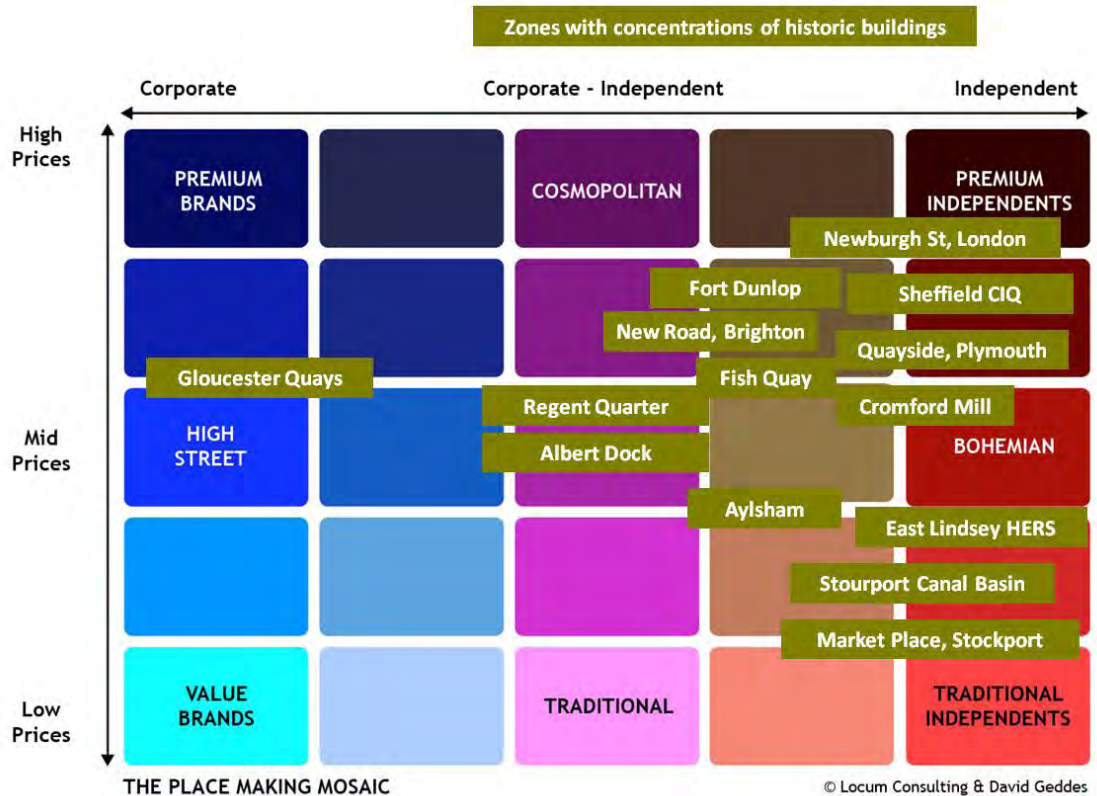 Zones with concentrations of historic buildings
Corporate
Corporate - Independent
Independent
High
Prices
PREMIUM
BRANDS
COSMOPOLITAN
PREMIUM
INDEPENDENTS
Newburgh St, London
Fort Dunlop
Sheffield CIQ
New Road, Brighton
Quayside, Plymouth
Gloucester Quays
Fish Quay
Regent Quarter
Cromford Mill
Mid
Prices
HIGH
STREET
Albert Dock
BOHEMIAN
Aylsham
East Lindsey HERS
Stourport Canal Basin
Market Place, Stockport
Low
Prices
VALUE
BRANDS
TRADITIONAL
TRADITIONAL
INDEPENDENTS
THE PLACE MAKING MOSAIC
© Locum Consulting & David Geddes